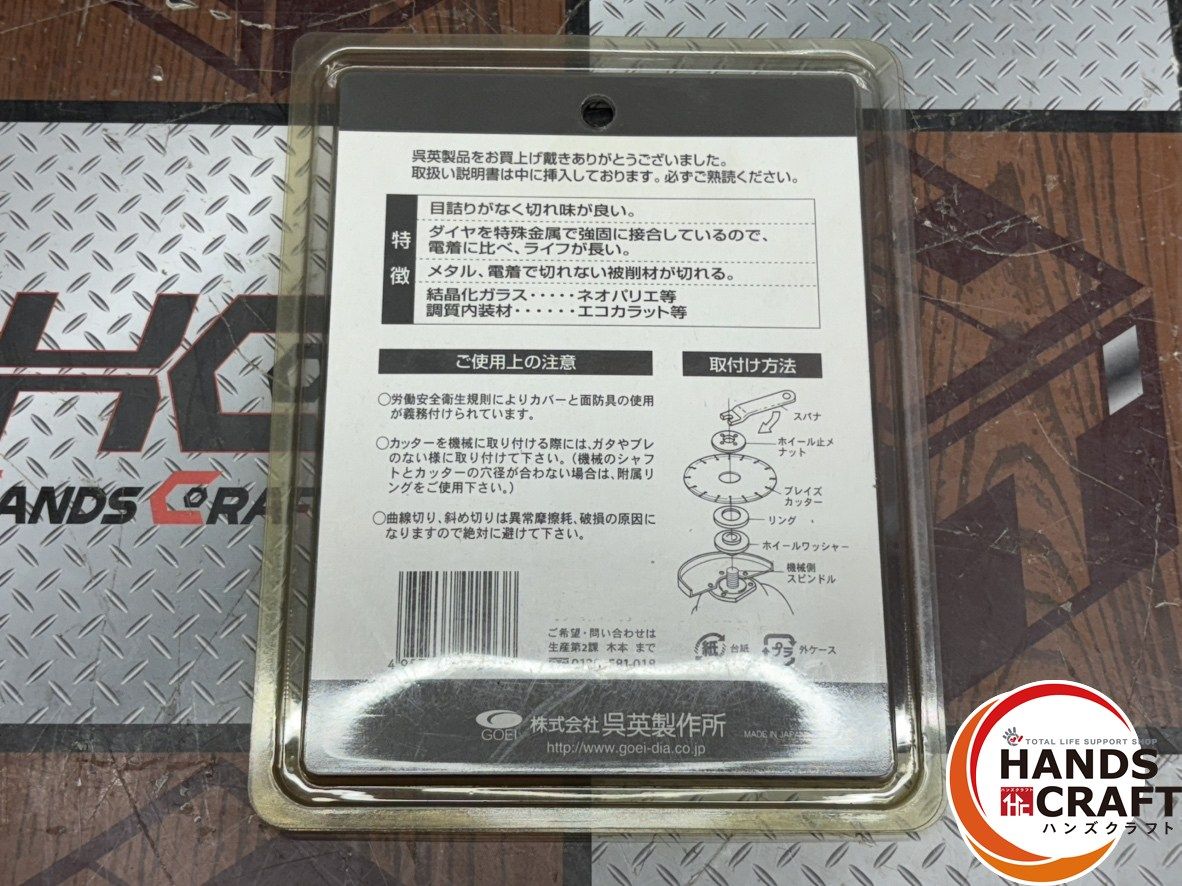 呉英製品をお買上げ戴きありがとうございました。
取扱い説明書は中に挿入しております。必ずご熟読ください。
特徴
目詰りがなく切れ味が良い。
ダイヤを特殊金属で強固に接合しているので、
電着に比べ、ライフが長い。
メタル、電着で切れない被削材が切れる。
結晶化ガラス・・・・・ネオパリエ等
調質内装材・・・・・・エコカラット等
ご使用上の注意
○労働安全衛生規則によりカバーと面防具の使用
が義務付けられています。
○カッターを機械に取り付ける際には、ガタやブレ
のない様に取り付けて下さい。(機械のシャフ
トとカッターの穴径が合わない場合は、附属リ
ングをご使用下さい。)
○曲線切り、斜め切りは異常摩擦耗、破損の原因に
なりますので絶対に避けて下さい。
取付け方法
スパナ
ホイール止メ
ナット
ブレイズ
カッター
リング
ホイールワッシャー
機械側
スピンドル
ご希望・問い合わせは
生産第2課 木本 まで
紙 台紙
プラ 外ケース
GOEI 株式会社 呉英製作所
http://www.goei-dia.co.jp
MADE IN JAPAN
HC
HANDS CRAFT
TOTAL LIFE SUPPORT SHOP
HANDS
ハンズクラフト
CRAFT
ハンズクラフト